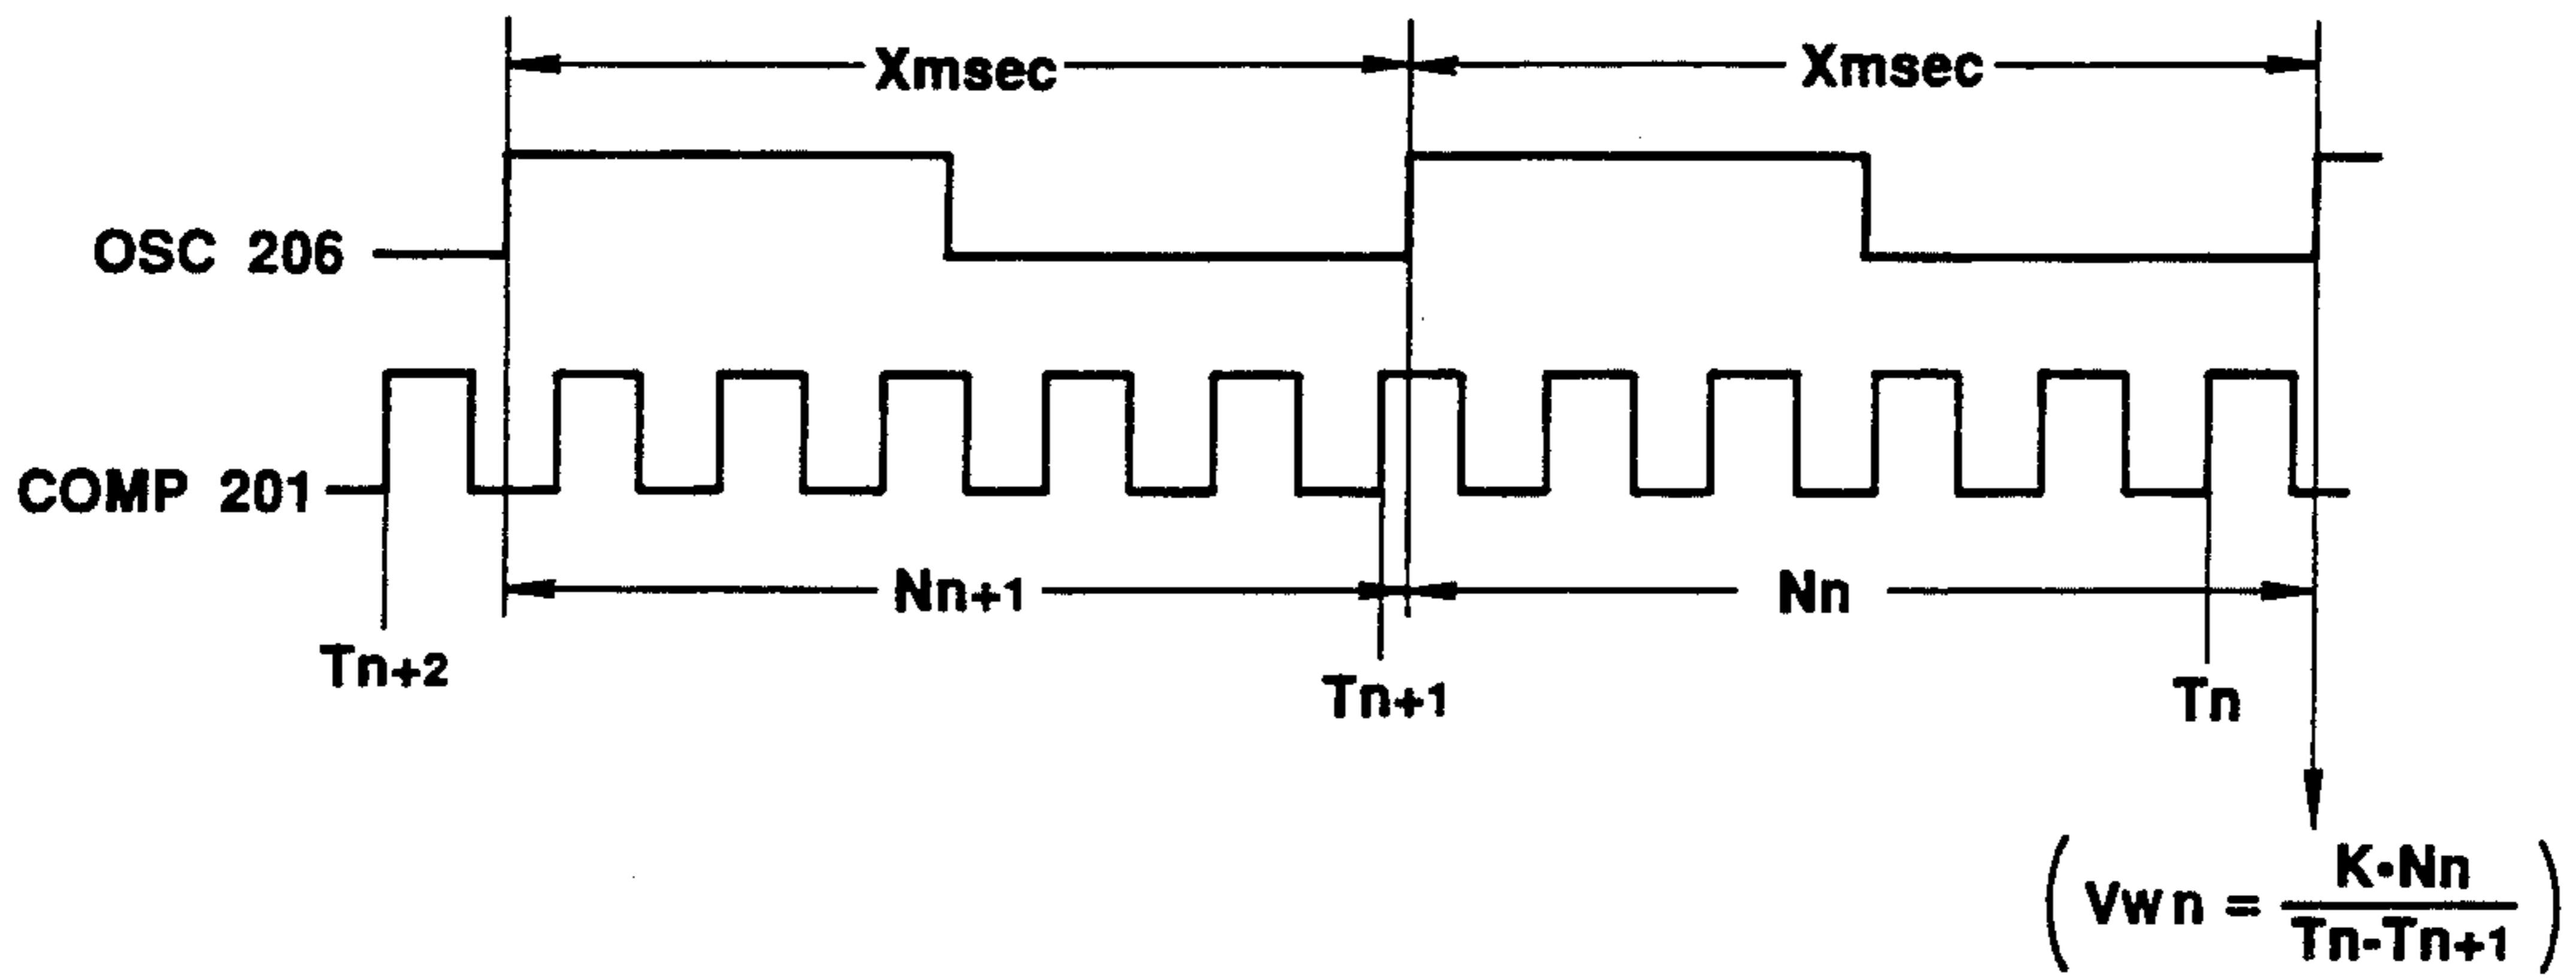 Xmsec
Xmsec
OSC 206
COMP 201
Nn+1
Nn
Tn+2
Tn+1
Tn
(Vwn = K•Nn / Tn-Tn+1)